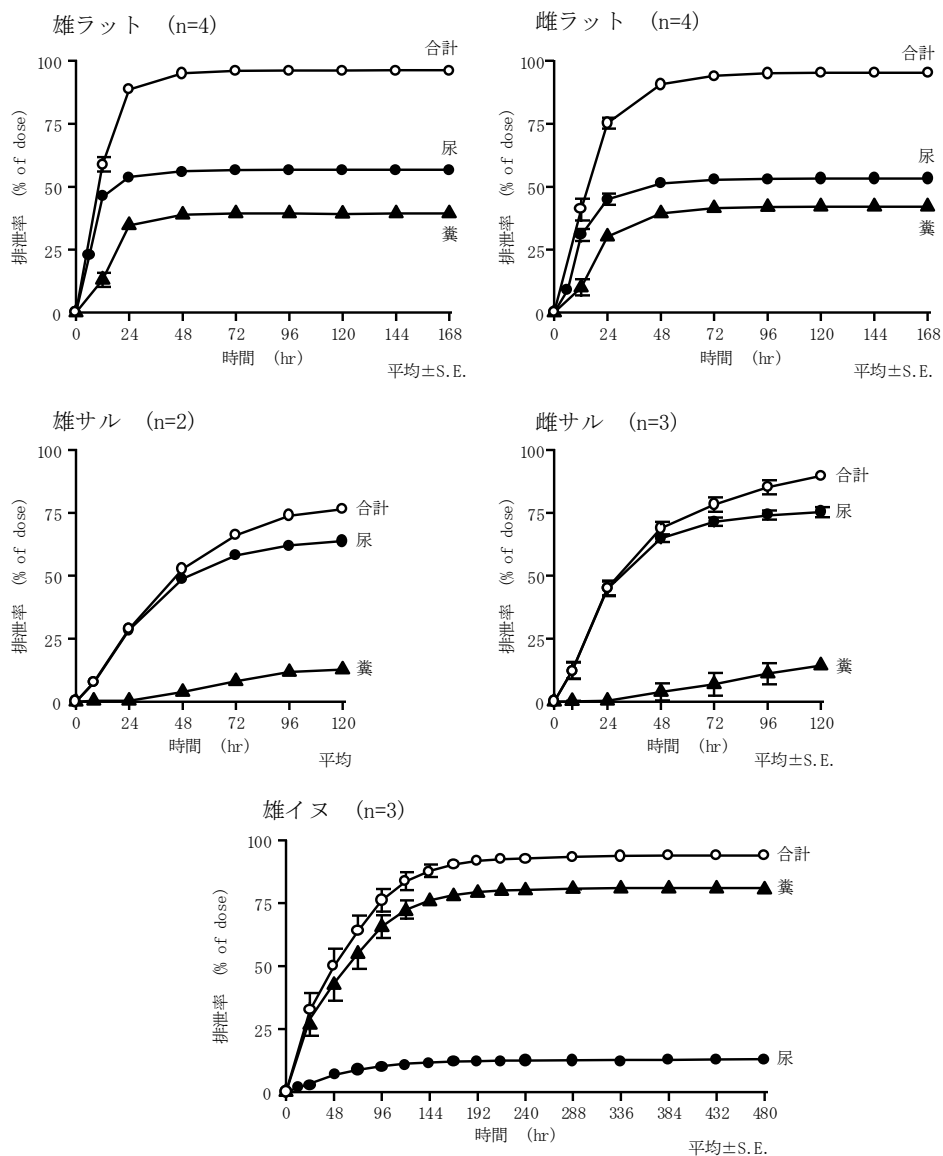 雄ラット (n=4)
合計
100
75
50
25
0
排泄率 (% of dose)
尿
糞
0 24 48 72 96 120 144 168
時間 (hr)
平均±S.E.
雌ラット (n=4)
合計
100
75
50
25
0
排泄率 (% of dose)
尿
糞
0 24 48 72 96 120 144 168
時間 (hr)
平均±S.E.
雄サル (n=2)
100
75
50
25
0
排泄率 (% of dose)
合計
尿
糞
0 24 48 72 96 120
時間 (hr)
平均
雌サル (n=3)
100
75
50
25
0
排泄率 (% of dose)
合計
尿
糞
0 24 48 72 96 120
時間 (hr)
平均±S.E.
雄イヌ (n=3)
100
75
50
25
0
排泄率 (% of dose)
合計
糞
尿
0 48 96 144 192 240 288 336 384 432 480
時間 (hr)
平均±S.E.